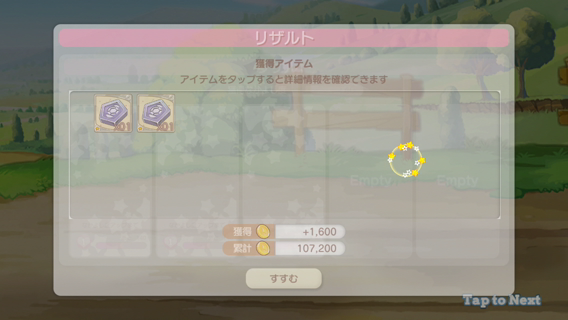 リザルト
獲得アイテム
アイテムをタップすると詳細情報を確認できます
Empty Empty
獲得 +1,600
累計 107,200
すすむ
Tap to Next